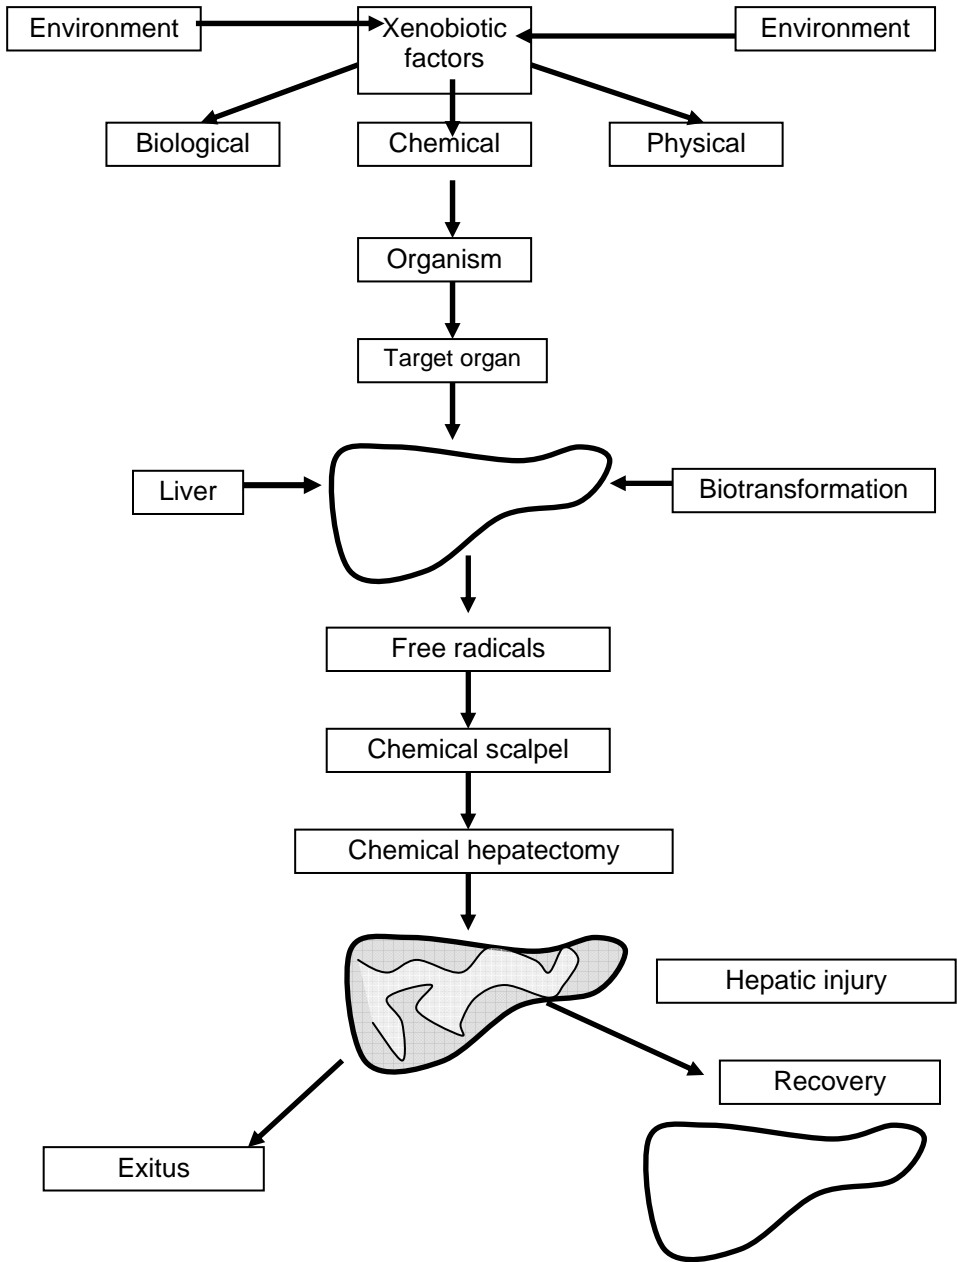 Environment
Xenobiotic
factors
Environment
Biological
Chemical
Physical
Organism
Target organ
Liver
Biotransformation
Free radicals
Chemical scalpel
Chemical hepatectomy
Hepatic injury
Recovery
Exitus